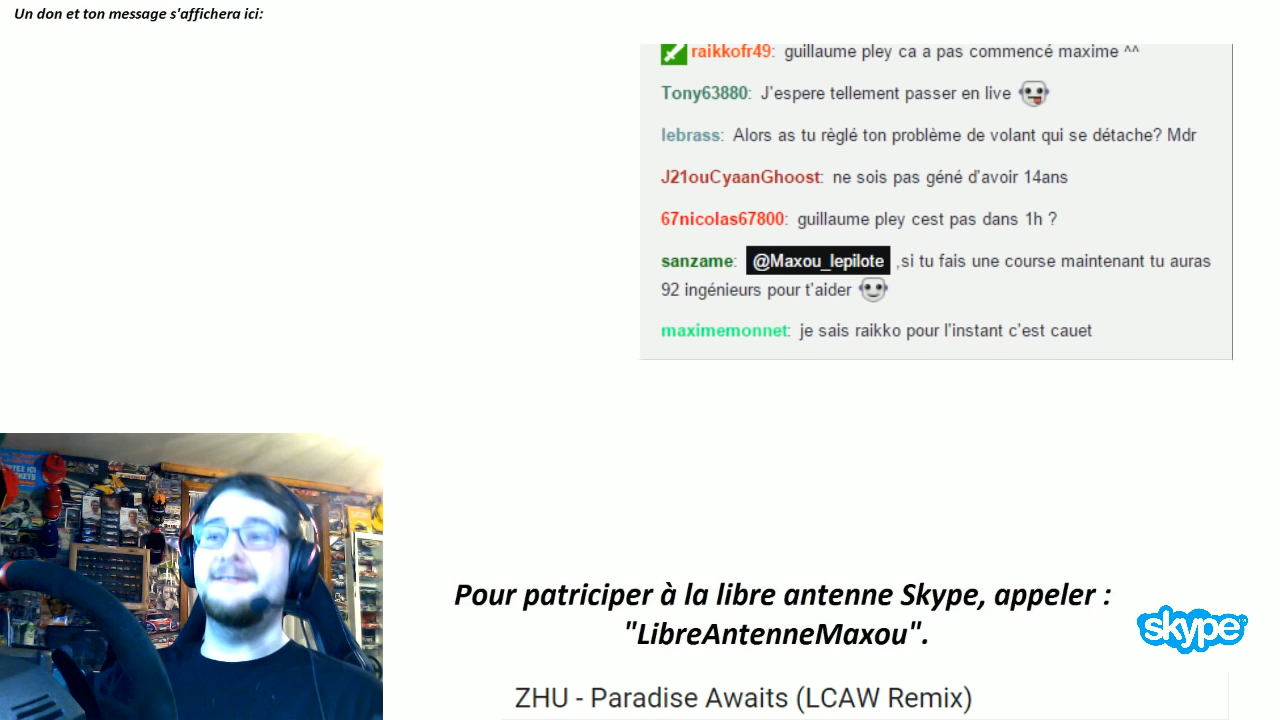 Un don et ton message s'affichera ici:
raikkofr49: guillaume pley ca a pas commencé maxime ^^
Tony63880: J'espere tellement passer en live
lebrass: Alors as tu règlé ton problème de volant qui se détache? Mdr
J21ouCyaanGhoost: ne sois pas géné d'avoir 14ans
67nicolas67800: guillaume pley cest pas dans 1h ?
sanzame: @Maxou_lepilote ,si tu fais une course maintenant tu auras
92 ingénieurs pour t'aider
maximemonnet: je sais raikko pour l'instant c'est cauet
Pour patriciper à la libre antenne Skype, appeler :
"LibreAntenneMaxou".
skype
ZHU - Paradise Awaits (LCAW Remix)